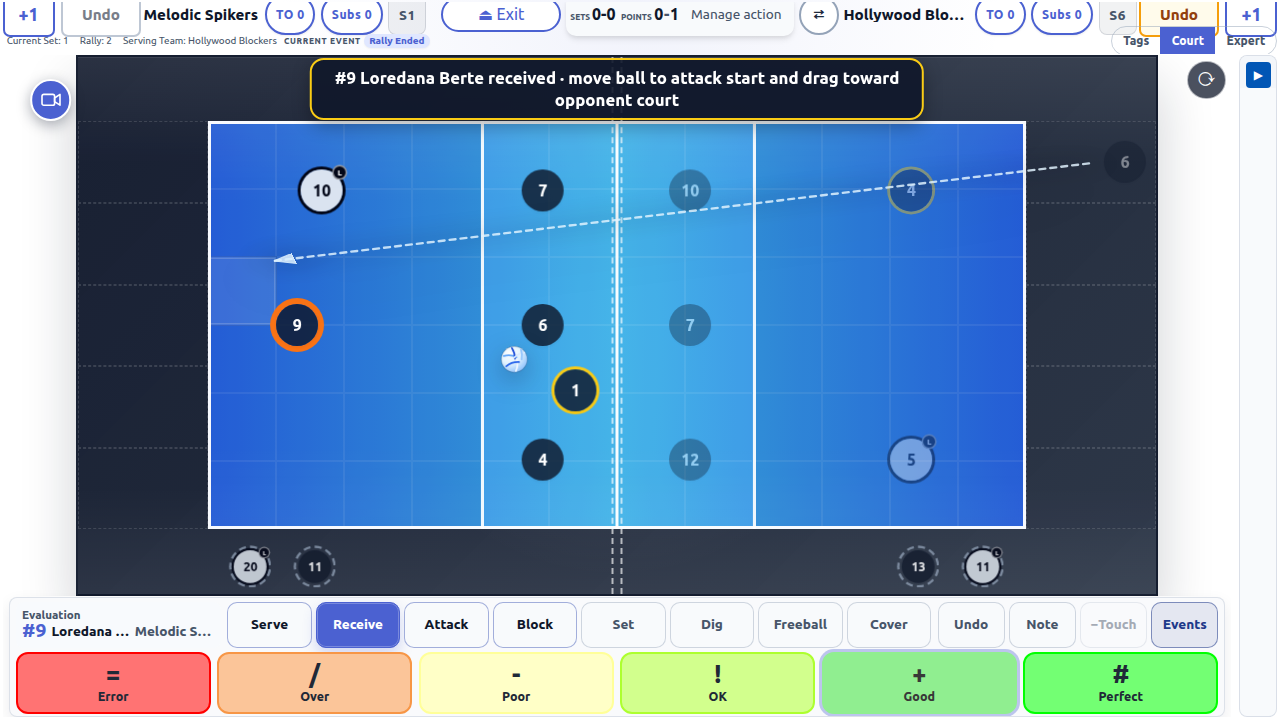 +1 Undo Melodic Spikers TO 0 Subs 0 S1 ⏏ Exit SETS 0-0 POINTS 0-1 Manage action ⇄ Hollywood Blo... TO 0 Subs 0 S6 Undo +1
Current Set: 1 Rally: 2 Serving Team: Hollywood Blockers CURRENT EVENT Rally Ended Tags Court Expert
#9 Loredana Berte received · move ball to attack start and drag toward
opponent court
6
10 L 7 10 4
9 6 7
1
4 12 5 L
20 L 11 13 11 L
Evaluation
#9 Loredana ... Melodic S...
Serve Receive Attack Block Set Dig Freeball Cover Undo Note −Touch Events
= / - ! + #
Error Over Poor OK Good Perfect